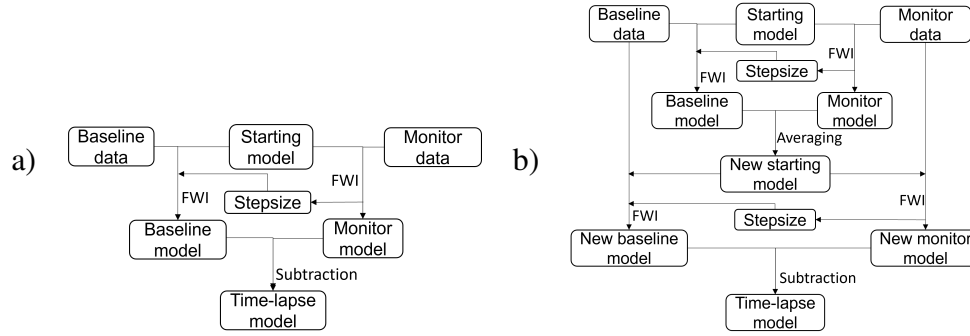 a)
Baseline
data
Starting
model
Monitor
data
FWI
FWI
Stepsize
Baseline
model
Monitor
model
Subtraction
Time-lapse
model
b)
Baseline
data
Starting
model
Monitor
data
FWI
FWI
Stepsize
Baseline
model
Monitor
model
Averaging
New starting
model
FWI
FWI
Stepsize
New baseline
model
New monitor
model
Subtraction
Time-lapse
model